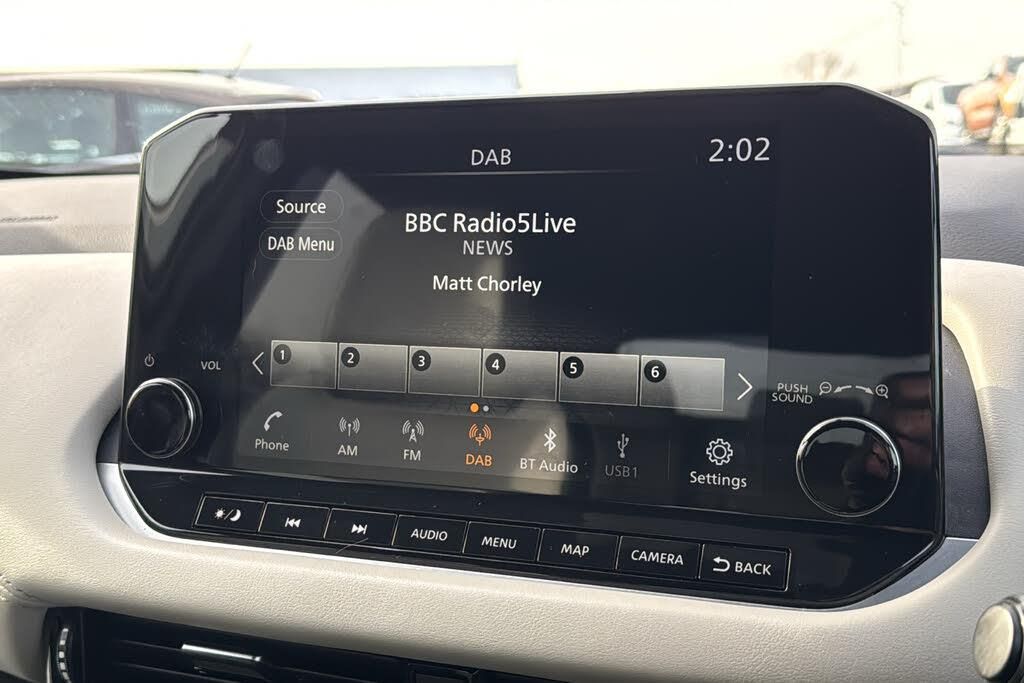 DAB
2:02
Source
BBC Radio5Live
NEWS
DAB Menu
Matt Chorley
VOL
1 2 3 4 5 6
PUSH
SOUND
Phone AM FM DAB BT Audio USB1 Settings
AUDIO MENU MAP CAMERA BACK